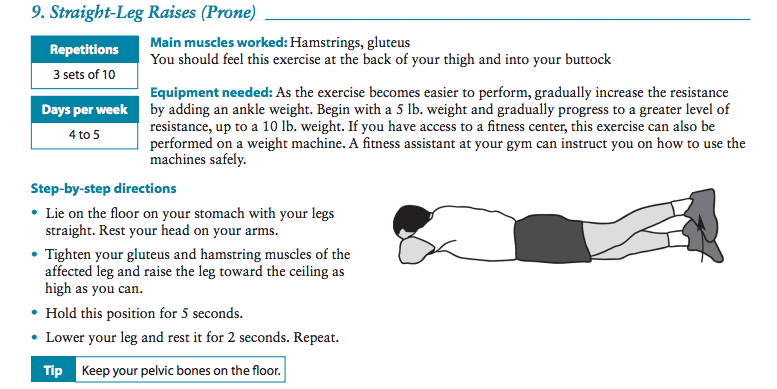 9. Straight-Leg Raises (Prone)
Repetitions
3 sets of 10
Days per week
4 to 5
Main muscles worked: Hamstrings, gluteus
You should feel this exercise at the back of your thigh and into your buttock
Equipment needed: As the exercise becomes easier to perform, gradually increase the resistance
by adding an ankle weight. Begin with a 5 lb. weight and gradually progress to a greater level of
resistance, up to a 10 lb. weight. If you have access to a fitness center, this exercise can also be
performed on a weight machine. A fitness assistant at your gym can instruct you on how to use the
machines safely.
Step-by-step directions
• Lie on the floor on your stomach with your legs
straight. Rest your head on your arms.
• Tighten your gluteus and hamstring muscles of the
affected leg and raise the leg toward the ceiling as
high as you can.
• Hold this position for 5 seconds.
• Lower your leg and rest it for 2 seconds. Repeat.
Tip Keep your pelvic bones on the floor.